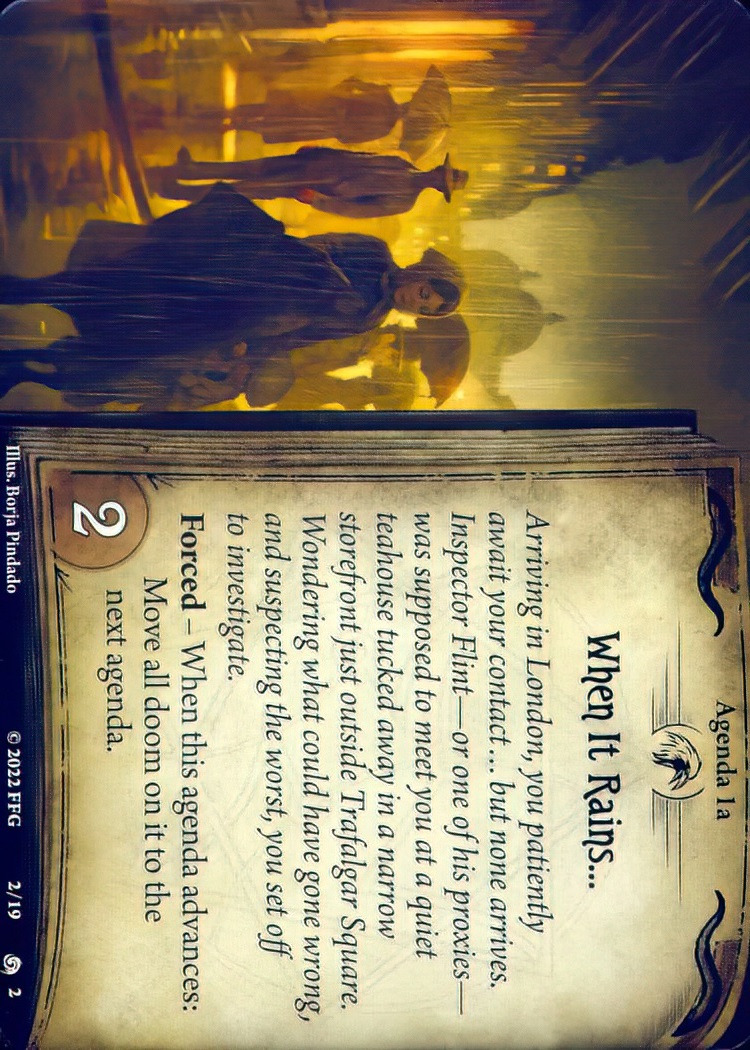 Agenda 1a
When It Rains...
Arriving in London, you patiently
await your contact... but none arrives.
Inspector Flint—or one of his proxies—
was supposed to meet you at a quiet
teahouse tucked away in a narrow
storefront just outside Trafalgar Square.
Wondering what could have gone wrong,
and suspecting the worst, you set off
to investigate.
Forced – When this agenda advances:
Move all doom on it to the
next agenda.
2
Illus. Borja Pindado © 2022 FFG 2/19 2